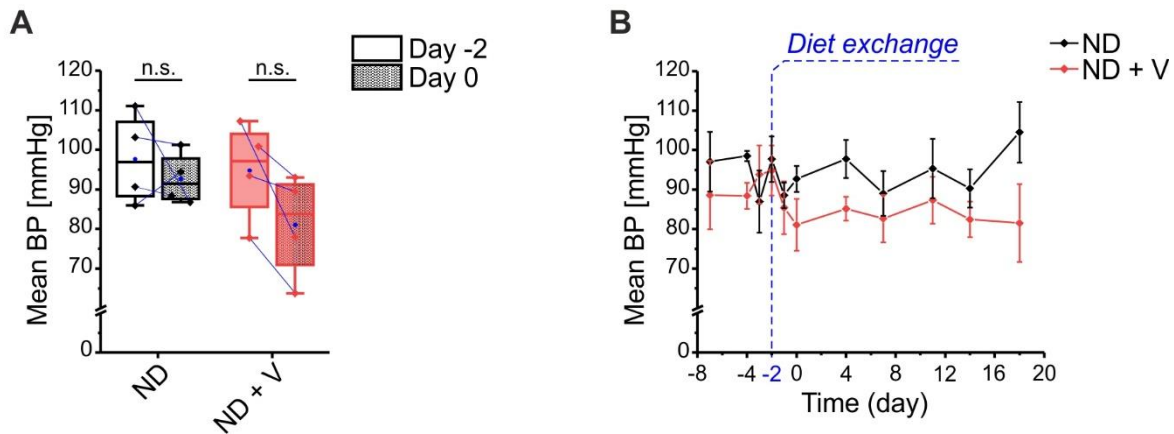 A
n.s.
n.s.
Day -2
Day 0
Mean BP [mmHg]
120
110
100
90
80
70
0
ND
ND + V
B
Diet exchange
ND
ND + V
Mean BP [mmHg]
120
110
100
90
80
70
0
-8
-4
-2
0
4
8
12
16
20
Time (day)